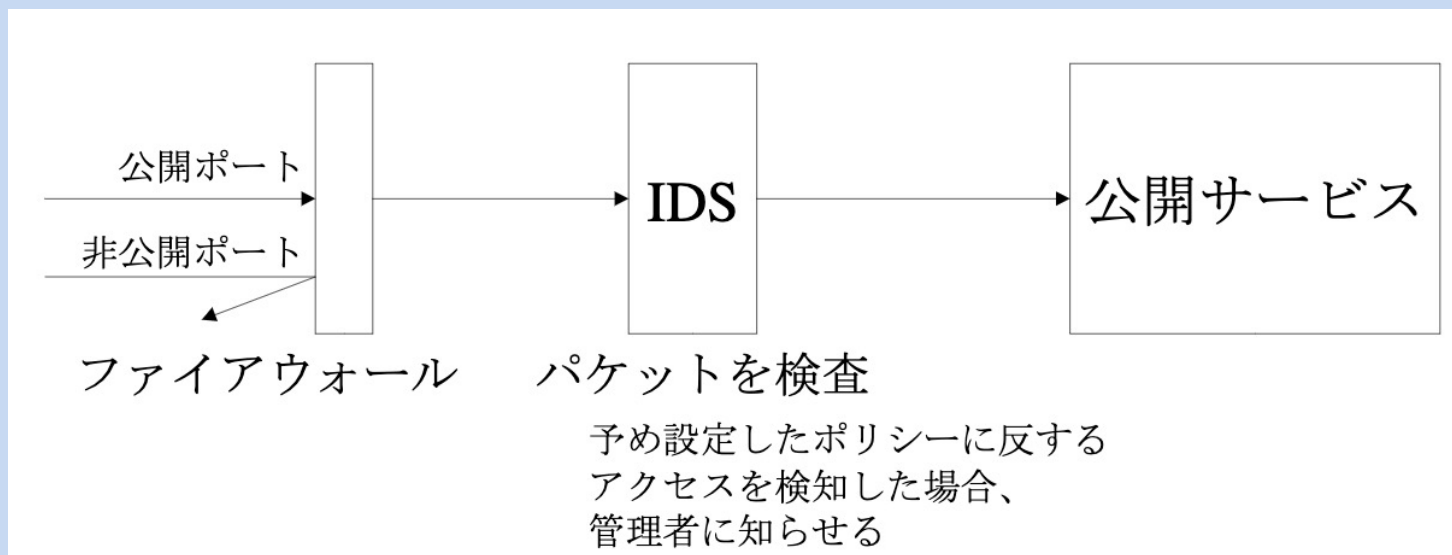 公開ポート
非公開ポート
IDS
公開サービス
ファイアウォール
パケットを検査
予め設定したポリシーに反する
アクセスを検知した場合、
管理者に知らせる